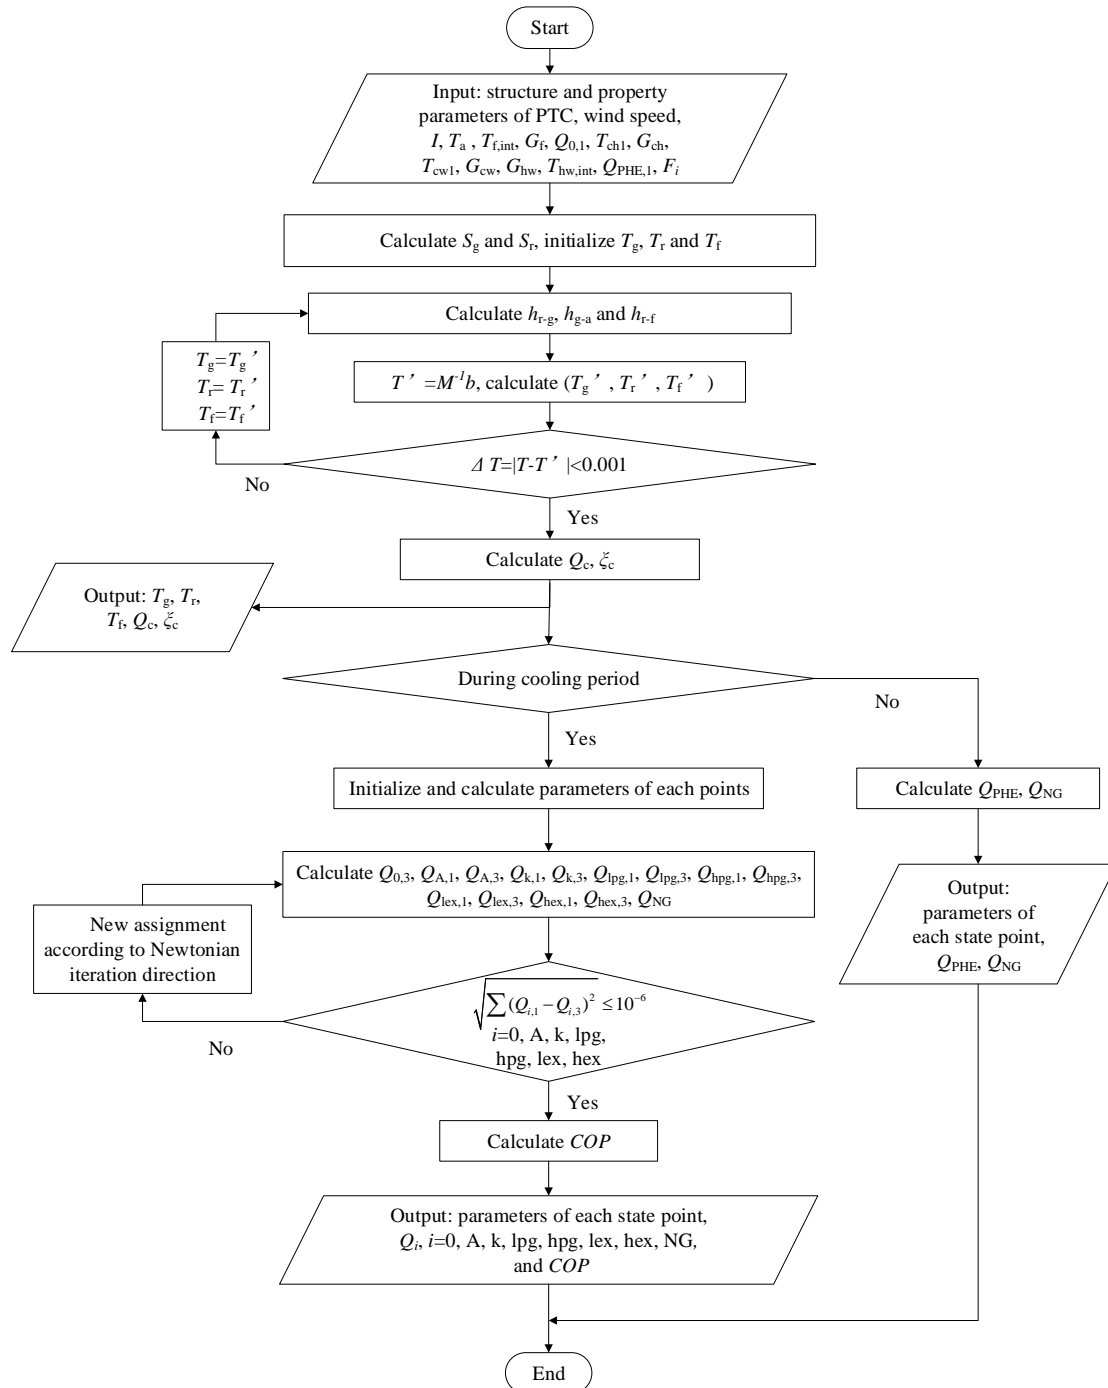 Start
Input: structure and property
parameters of PTC, wind speed,
I, Ta , Tf,int, Gf, Q0,1, Tch1, Gch,
Tcw1, Gcw, Ghw, Thw,int, QPHE,1, Fi
Calculate Sg and Sr, initialize Tg, Tr and Tf
Calculate hr-g, hg-a and hr-f
Tg=Tg’
Tr=Tr’
Tf=Tf’
T’=M-1b, calculate (Tg’, Tr’, Tf’)
Δ T=|T-T’|<0.001
No
Yes
Calculate Qc, ξc
Output: Tg, Tr,
Tf, Qc, ξc
During cooling period
No
Yes
Initialize and calculate parameters of each points
Calculate QPHE, QNG
Calculate Q0,3, QA,1, QA,3, Qk,1, Qk,3, Qlpg,1, Qlpg,3, Qhpg,1, Qhpg,3,
Qlex,1, Qlex,3, Qhex,1, Qhex,3, QNG
New assignment
according to Newtonian
iteration direction
Output:
parameters of
each state point,
QPHE, QNG
√∑(Qi,1−Qi,3)2 ≤10−6
i=0, A, k, lpg,
hpg, lex, hex
No
Yes
Calculate COP
Output: parameters of each state point,
Qi, i=0, A, k, lpg, hpg, lex, hex, NG,
and COP
End